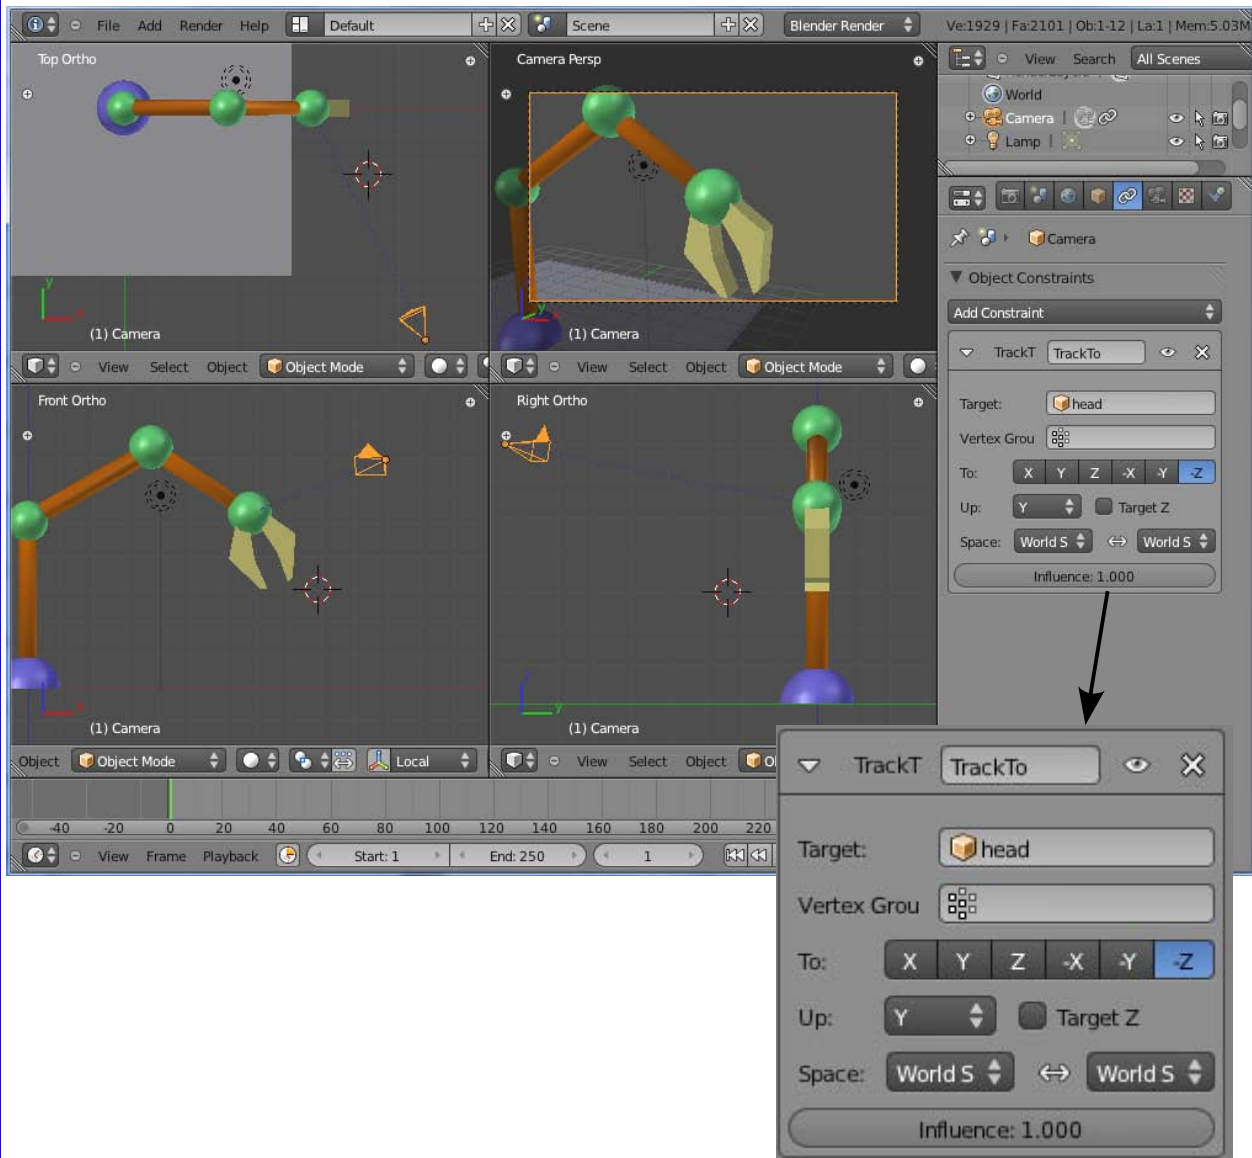 File Add Render Help Default Scene Blender Render Ve:1929 | Fa:2101 | Ob:1-12 | La:1 | Mem:5.03M
Top Ortho
y
(1) Camera
View Select Object Object Mode
Camera Persp
y
(1) Camera
View Select Object Object Mode
Front Ortho
(1) Camera
Object Object Mode Local
Right Ortho
y
(1) Camera
View Select Object
-40 -20 0 20 40 60 80 100 120 140 160 180 200 220
View Frame Playback Start: 1 End: 250 1
View Search All Scenes
World
Camera
Lamp
Camera
Object Constraints
Add Constraint
TrackT TrackTo
Target: head
Vertex Grou
To: X Y Z -X -Y -Z
Up: Y Target Z
Space: World S World S
Influence: 1.000
TrackT TrackTo
Target: head
Vertex Grou
To: X Y Z -X -Y -Z
Up: Y Target Z
Space: World S World S
Influence: 1.000